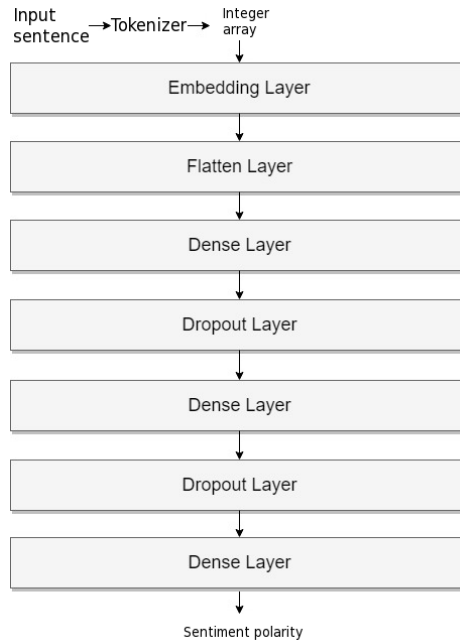 Input
sentence
Tokenizer
Integer
array
Embedding Layer
Flatten Layer
Dense Layer
Dropout Layer
Dense Layer
Dropout Layer
Dense Layer
Sentiment polarity